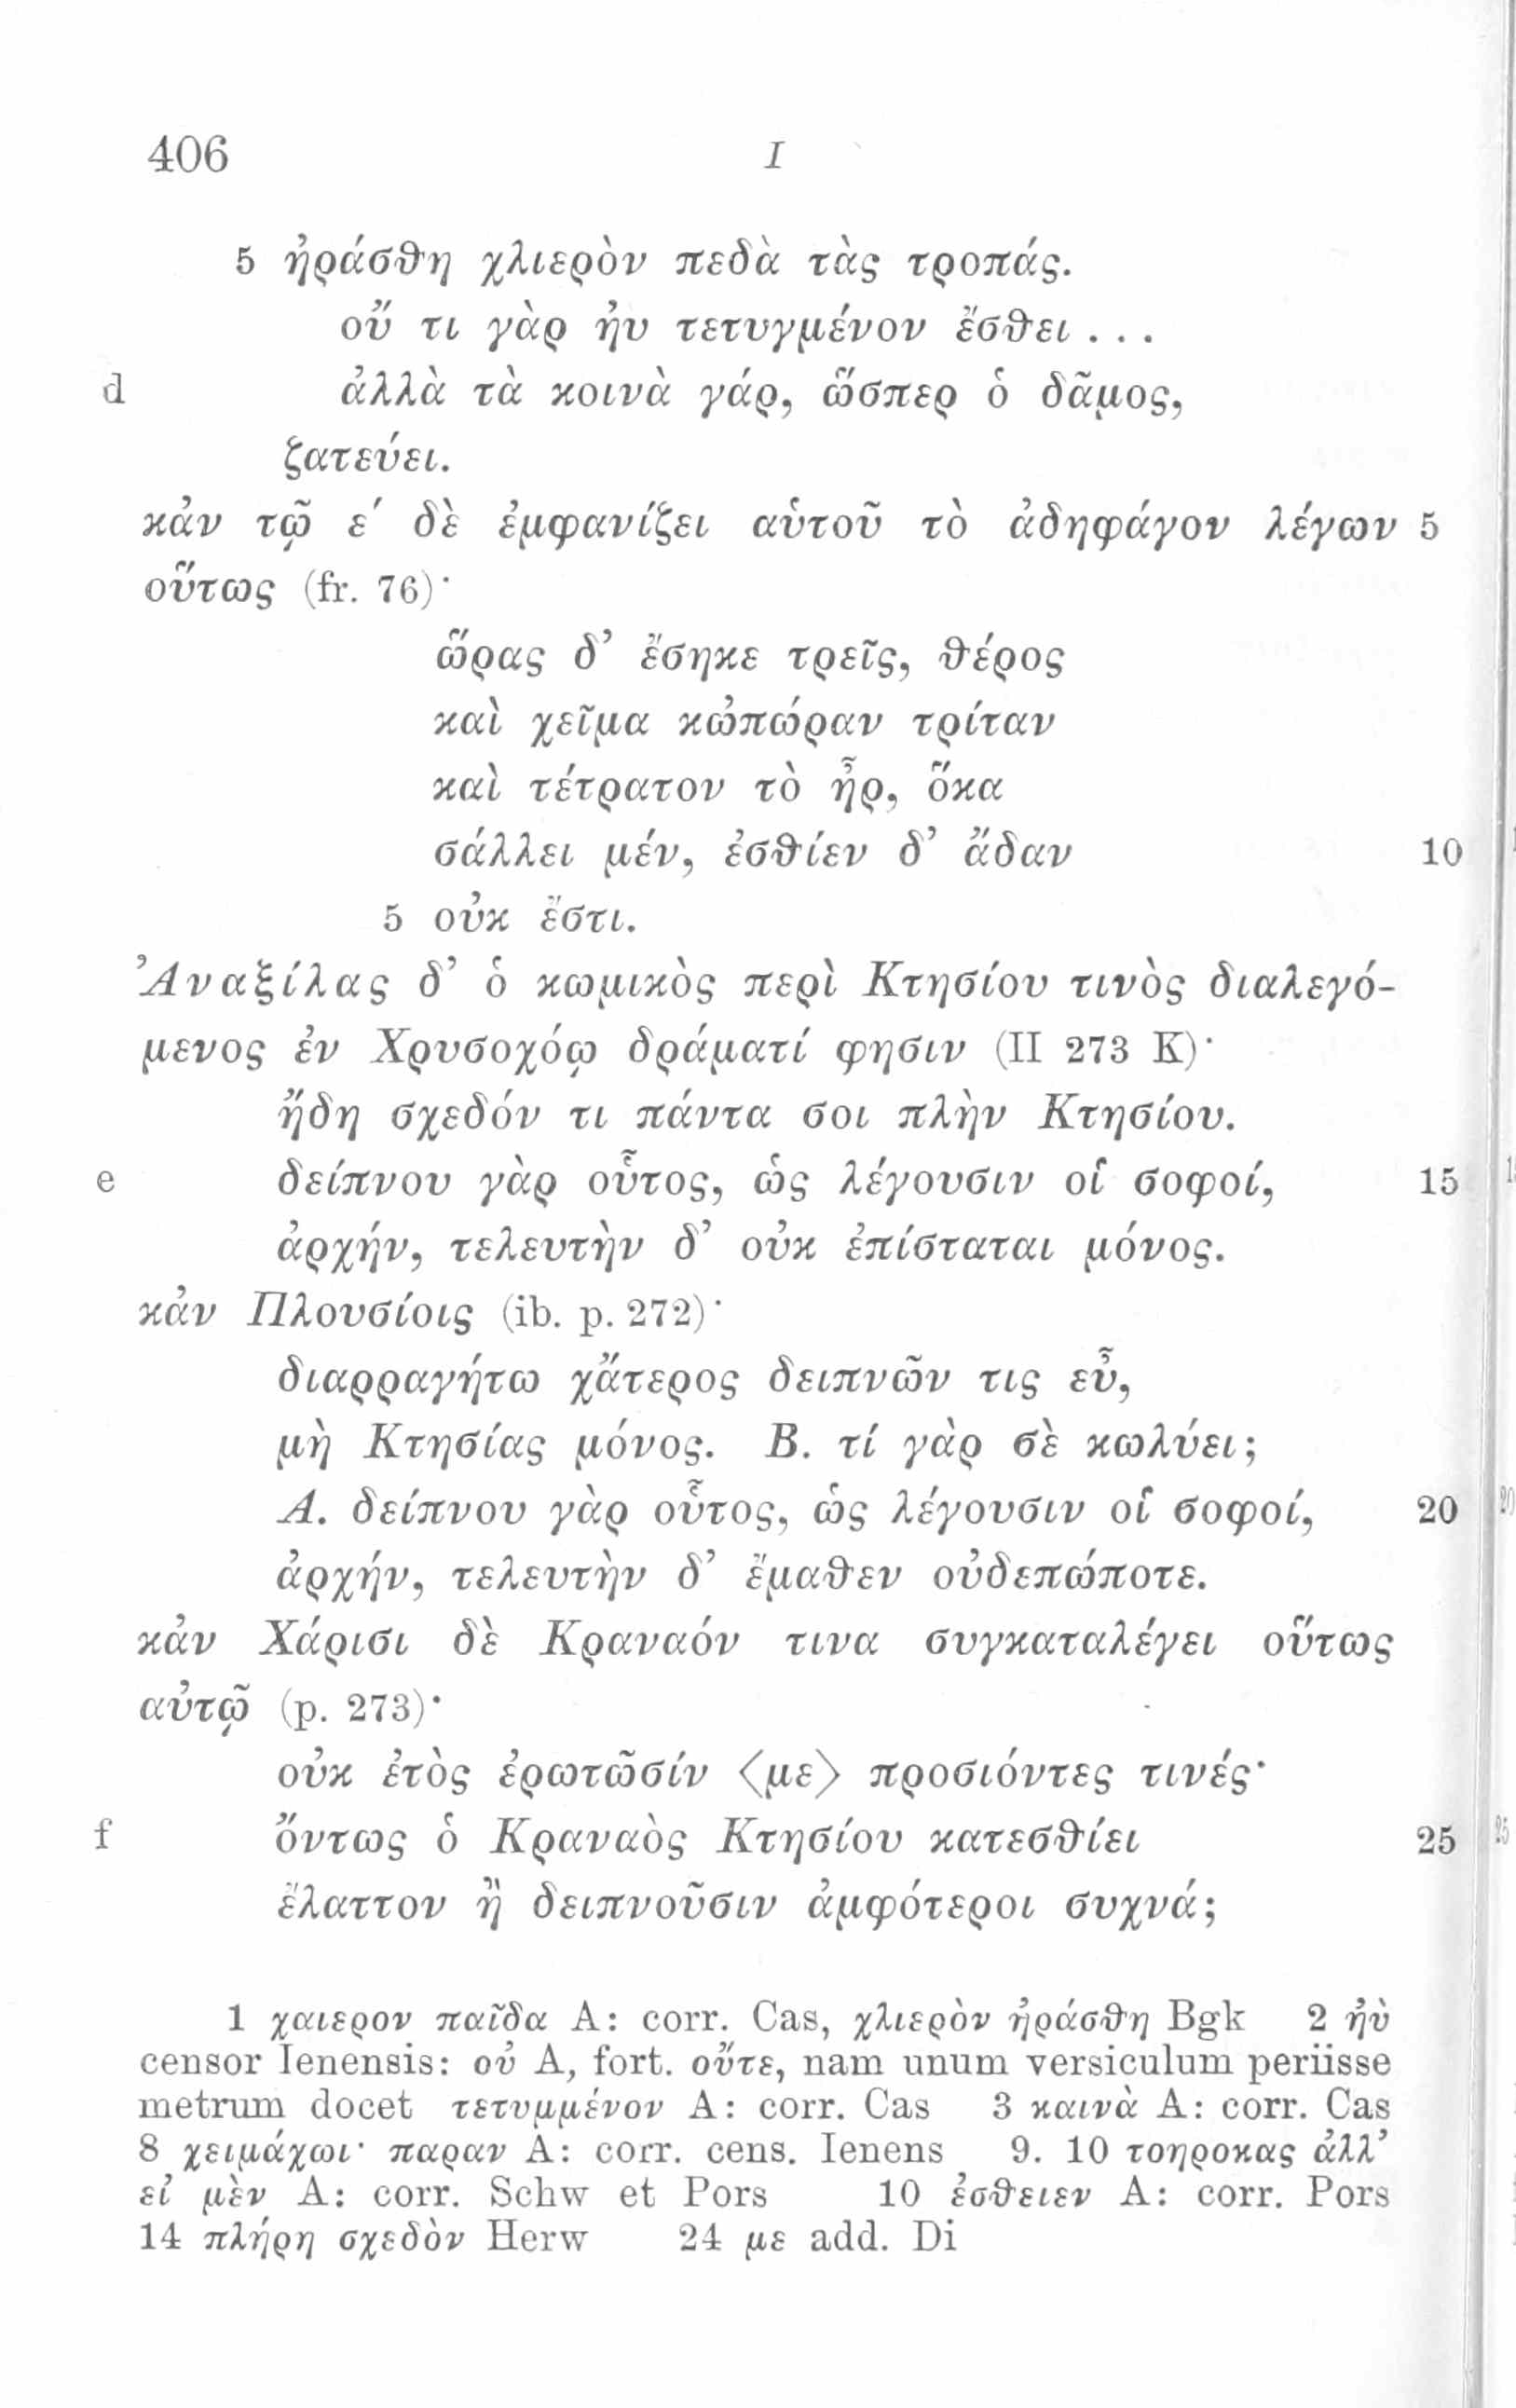 406 I
5 ἠράσθη χλιερὸν πεδὰ τὰς τροπάς.
οὔ τι γὰρ ἠυ τετυγμένον ἔσθει ...
d ἀλλὰ τὰ κοινὰ γάρ, ὥσπερ ὁ δᾶμος,
ζατεύει.
κἀν τῷ ε′ δὲ ἐμφανίζει αὑτοῦ τὸ ἀδηφάγον λέγων 5
οὕτως (fr. 76)·
ὥρας δ’ ἔσηκε τρεῖς, θέρος
καὶ χεῖμα κὠπώραν τρίταν
καὶ τέτρατον τὸ ἦρ, ὅκα
σάλλει μέν, ἐσθίεν δ’ ἄδαν 10
5 οὐκ ἔστι.
Ἀναξίλας δ’ ὁ κωμικὸς περὶ Κτησίου τινὸς διαλεγό-
μενος ἐν Χρυσοχόῳ δράματί φησιν (II 273 K)·
ἤδη σχεδόν τι πάντα σοι πλὴν Κτησίου.
e δείπνου γὰρ οὗτος, ὡς λέγουσιν οἱ σοφοί, 15
ἀρχήν, τελευτὴν δ’ οὐκ ἐπίσταται μόνος.
κἀν Πλουσίοις (ib. p. 272)·
διαρραγήτω χἄτερος δειπνῶν τις εὖ,
μὴ Κτησίας μόνος. Β. τί γὰρ σὲ κωλύει;
Α. δείπνου γὰρ οὗτος, ὡς λέγουσιν οἱ σοφοί, 20
ἀρχήν, τελευτὴν δ’ ἔμαθεν οὐδεπώποτε.
κἀν Χάρισι δὲ Κραναόν τινα συγκαταλέγει οὕτως
αὐτῷ (p. 273)·
οὐκ ἐτὸς ἐρωτῶσίν ⟨με⟩ προσιόντες τινές·
f ὄντως ὁ Κραναὸς Κτησίου κατεσθίει 25
ἔλαττον ἢ δειπνοῦσιν ἀμφότεροι συχνά;
1 χαιερον παῖδα A: corr. Cas, χλιερὸν ἠράσθη Bgk 2 ἠὺ
censor Ienensis: οὐ A, fort. οὔτε, nam unum versiculum periisse
metrum docet τετυμμένον A: corr. Cas 3 καινὰ A: corr. Cas
8 χειμάχωι· παραν A: corr. cens. Ienens 9. 10 τοηροκας ἀλλ’
εἰ μὲν A: corr. Schw et Pors 10 ἐσθειεν A: corr. Pors
14 πλήρη σχεδὸν Herw 24 με add. Di